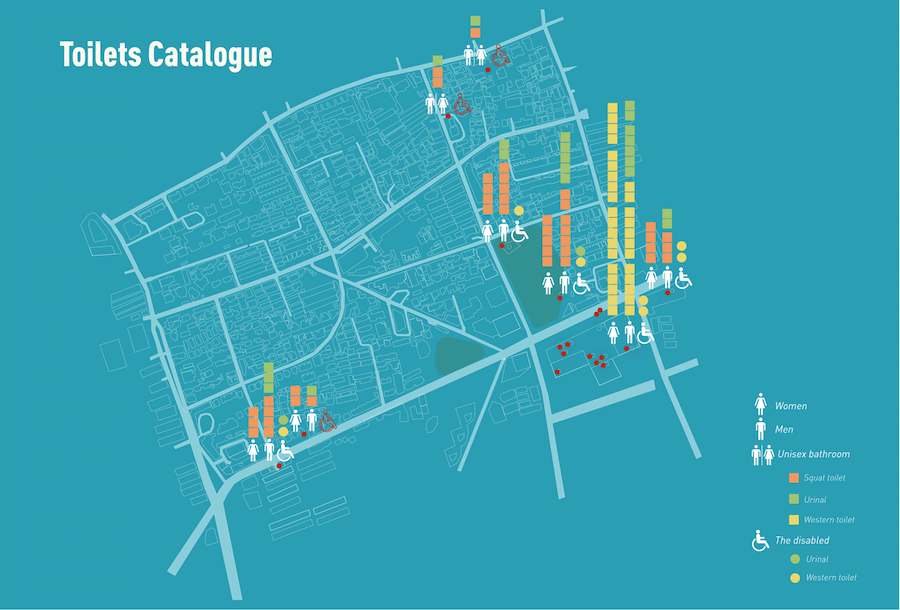 Toilets Catalogue
Women
Men
Unisex bathroom
Squat toilet
Urinal
Western toilet
The disabled
Urinal
Western toilet